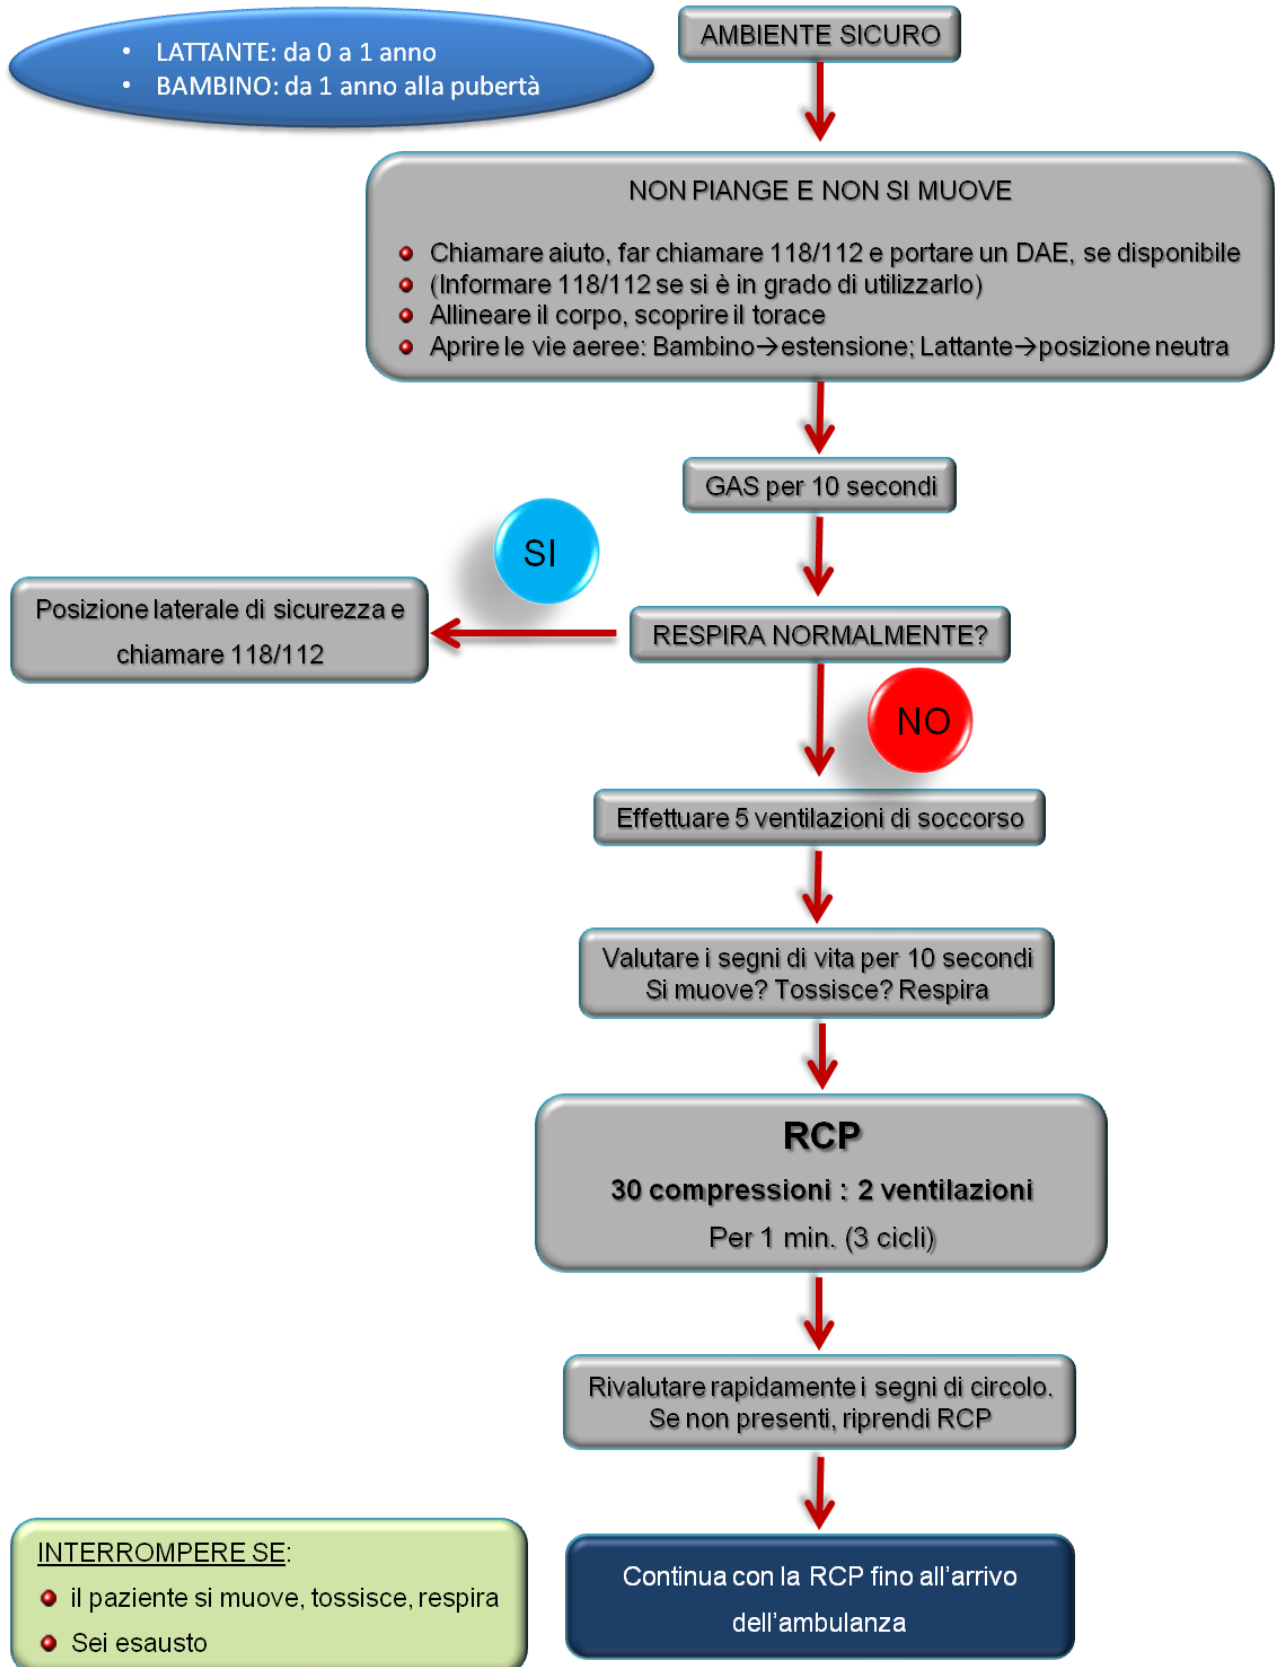 LATTANTE: da 0 a 1 anno
BAMBINO: da 1 anno alla pubertà
AMBIENTE SICURO
NON PIANGE E NON SI MUOVE
Chiamare aiuto, far chiamare 118/112 e portare un DAE, se disponibile
(Informare 118/112 se si è in grado di utilizzarlo)
Allineare il corpo, scoprire il torace
Aprire le vie aeree: Bambino→estensione; Lattante→posizione neutra
GAS per 10 secondi
SI
Posizione laterale di sicurezza e
chiamare 118/112
RESPIRA NORMALMENTE?
NO
Effettuare 5 ventilazioni di soccorso
Valutare i segni di vita per 10 secondi
Si muove? Tossisce? Respira
RCP
30 compressioni : 2 ventilazioni
Per 1 min. (3 cicli)
Rivalutare rapidamente i segni di circolo.
Se non presenti, riprendi RCP
INTERROMPERE SE:
il paziente si muove, tossisce, respira
Sei esausto
Continua con la RCP fino all'arrivo
dell'ambulanza